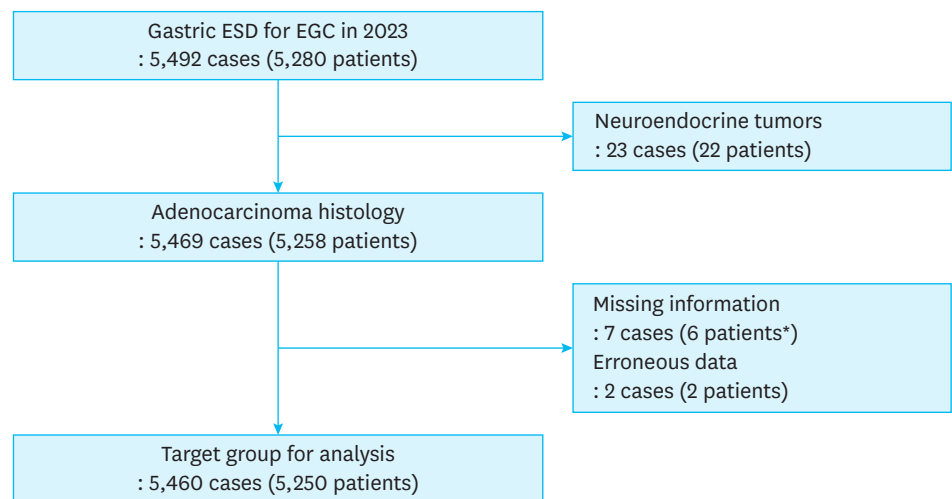 Gastric ESD for EGC in 2023
: 5,492 cases (5,280 patients)
Neuroendocrine tumors
: 23 cases (22 patients)
Adenocarcinoma histology
: 5,469 cases (5,258 patients)
Missing information
: 7 cases (6 patients*)
Erroneous data
: 2 cases (2 patients)
Target group for analysis
: 5,460 cases (5,250 patients)